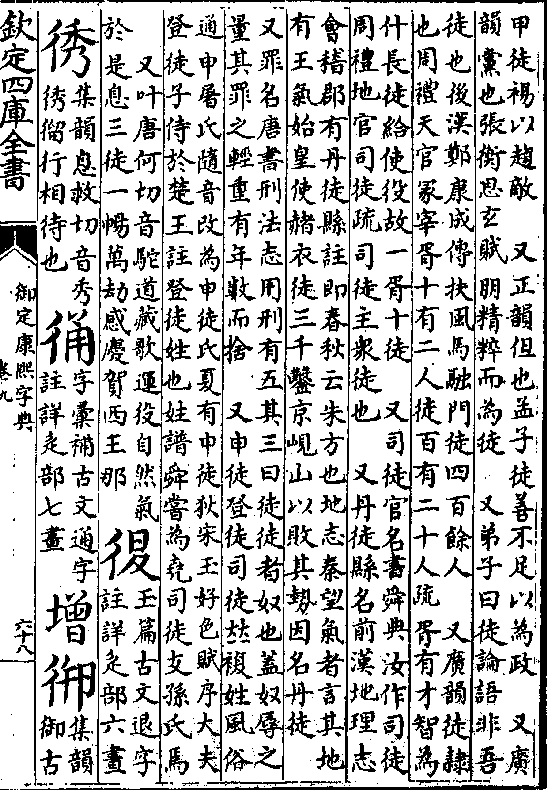 甲徒裼以趨敵　又正韻但也孟子徒善不足以為政　又廣
韻黨也張衡思玄賦朋精粹而為徒　又弟子曰徒論語非吾
徒也後漢鄭康成傳扶風馬融門徒四百餘人　又廣韻徒隸
也周禮天官冢宰胥十有二人徒百有二十人疏胥有才智為
什長徒給使役故一胥十徒　又司徒官名書舜典汝作司徒
周禮地官司徒疏司徒主衆徒也　又丹徒縣名前漢地理志
會稽郡有丹徒縣註即春秋云朱方也地志秦望氣者言其地
有王氣始皇使赭衣徒三千鑿京峴山以敗其勢因名丹徒
又罪名唐書刑法志用刑有五其三曰徒徒者奴也蓋奴辱之
量其罪之輕重有年數而捨　又申徒登徒司徒𠀤複姓風俗
通申屠氏隨音改為申徒氏夏有申徒狄宋玉好色賦序大夫
登徒子侍於楚王註登徒姓也姓譜舜嘗為堯司徒支孫氏焉
又叶唐何切音駝道藏歌運役自然氣
於是息三徒一暢萬劫感慶賀西王那
玉篇古文退字
註詳辵部六畫
㣜
集韻息救切音秀
㣜行相待也
字彙補古文通字
註詳辵部七畫
增
集韻
御古
欽定四庫全書
御定康熙字典
卷九
六十八